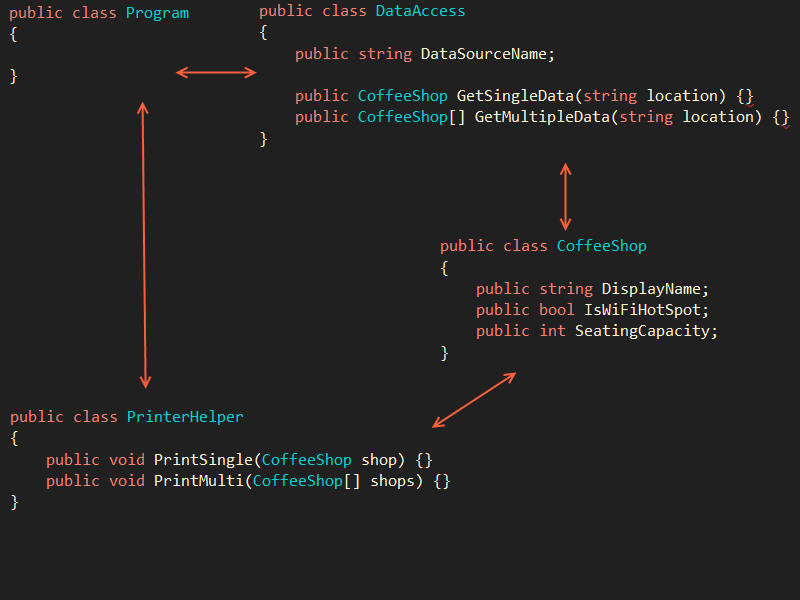 public class Program
{
}
public class DataAccess
{
public string DataSourceName;
public CoffeeShop GetSingleData(string location) {}
public CoffeeShop[] GetMultipleData(string location) {}
}
public class CoffeeShop
{
public string DisplayName;
public bool IsWiFiHotSpot;
public int SeatingCapacity;
}
public class PrinterHelper
{
public void PrintSingle(CoffeeShop shop) {}
public void PrintMulti(CoffeeShop[] shops) {}
}